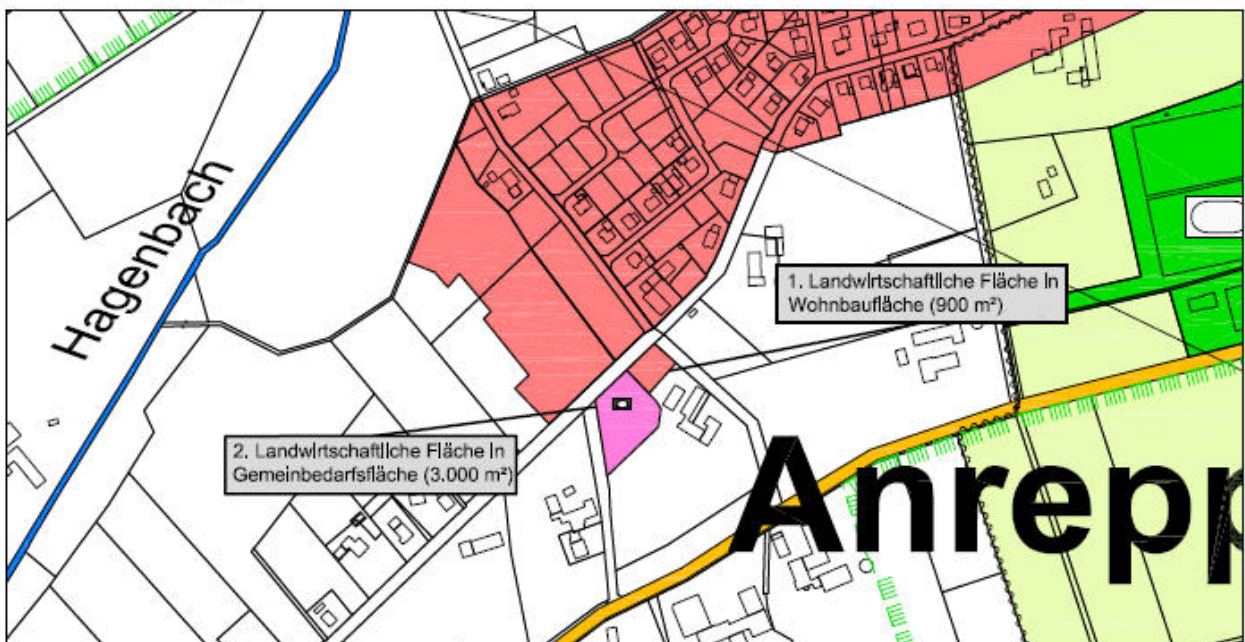 Hagenbach
1. Landwirtschaftliche Fläche in
Wohnbaufläche (900 m²)
2. Landwirtschaftliche Fläche in
Gemeinbedarfsfläche (3.000 m²)
Anrepp